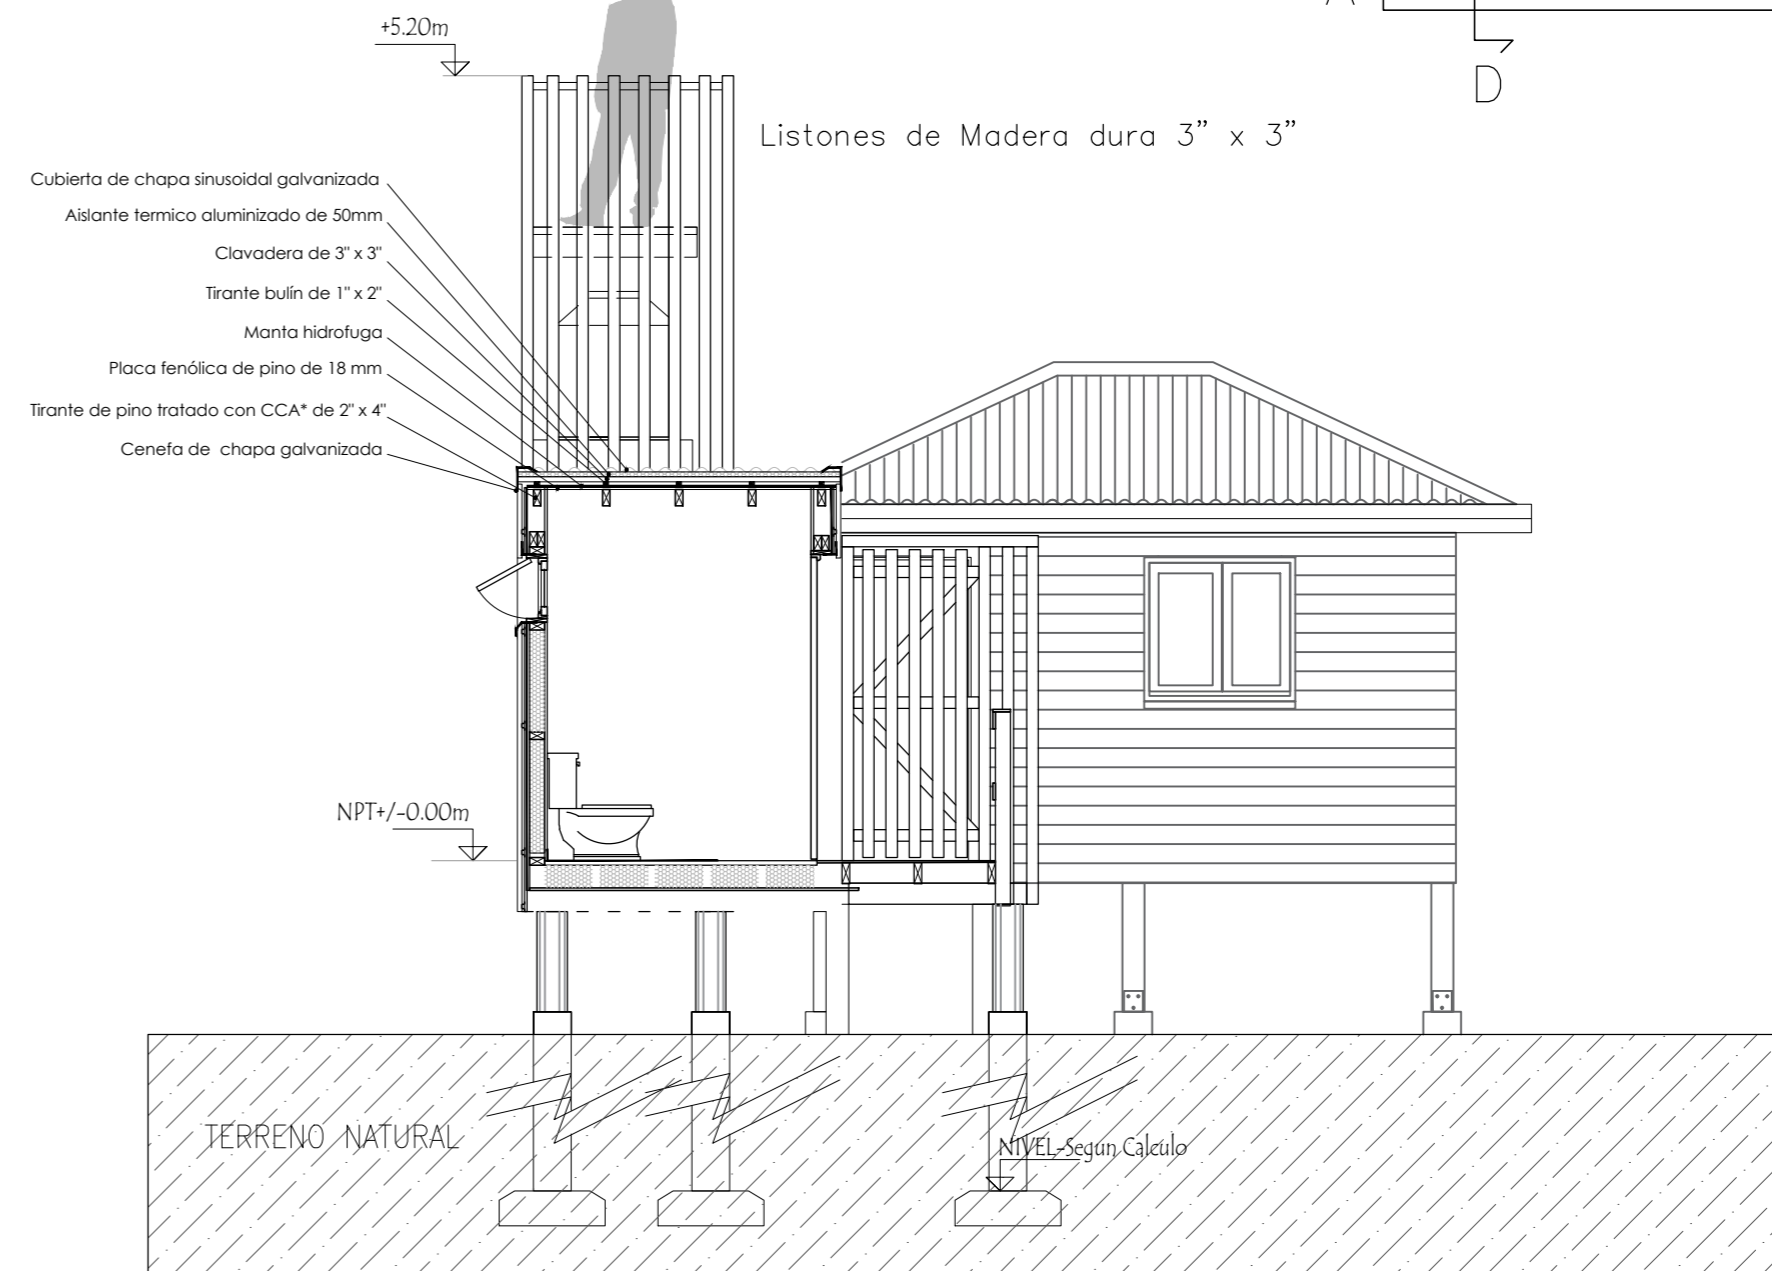 +5.20m
D
Listones de Madera dura 3" x 3"
Cubierta de chapa sinusoidal galvanizada
Aislante termico aluminizado de 50mm
Clavadera de 3" x 3"
Tirante bulín de 1" x 2"
Manta hidrofuga
Placa fenólica de pino de 18 mm
Tirante de pino tratado con CCA* de 2" x 4"
Cenefa de chapa galvanizada
NPT+/-0.00m
TERRENO NATURAL
NIVEL-Segun Calculo